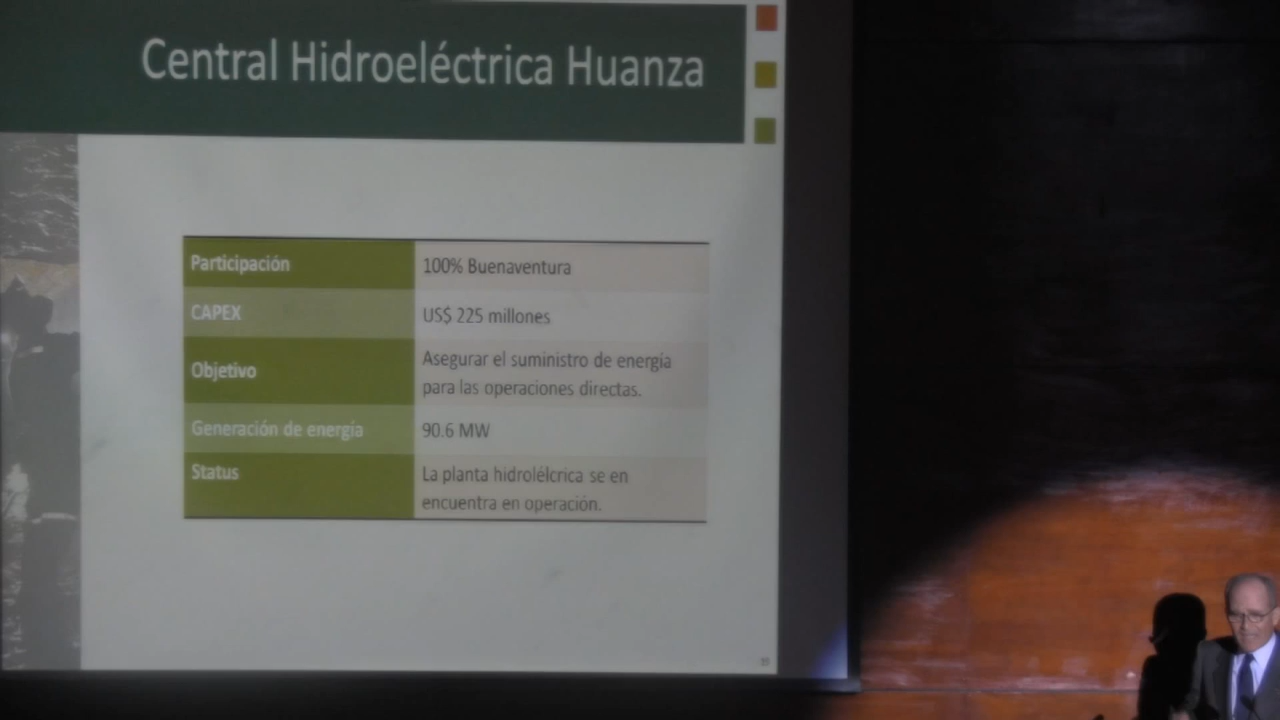 Central Hidroeléctrica Huanza
Participación
100% Buenaventura
CAPEX
US$ 225 millones
Objetivo
Asegurar el suministro de energía
para las operaciones directas.
Generación de energía
90.6 MW
Status
La planta hidrolélcrica se en
encuentra en operación.